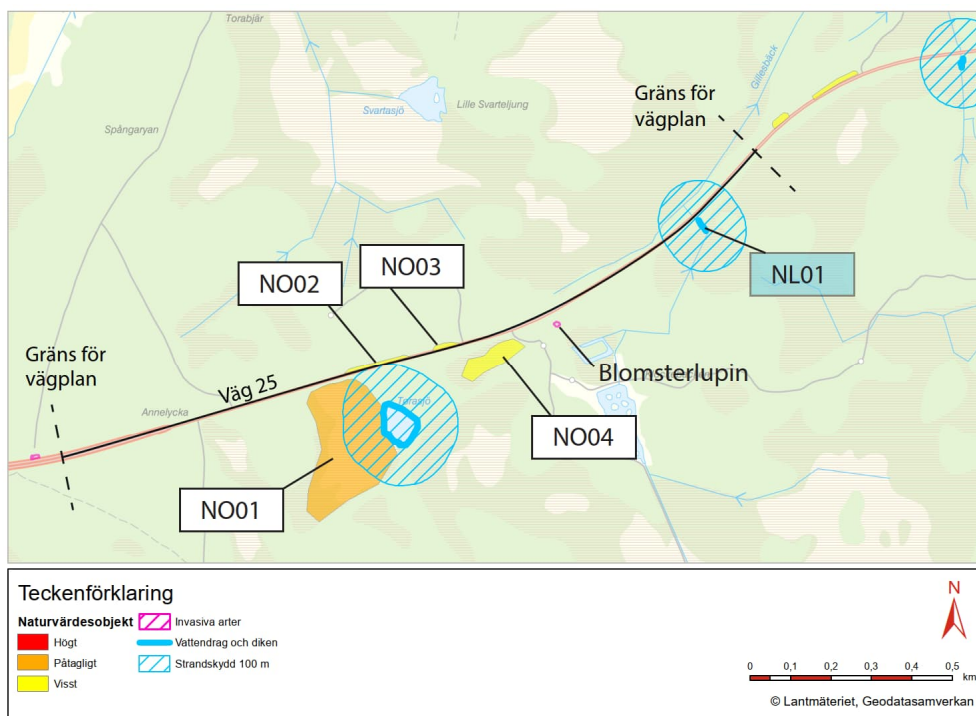 Torabjär
Spångaryan
Svartasjö
Lille Svarteljung
Gillesbäck
Gräns för
vägplan
NO02
NO03
NL01
Gräns för
vägplan
Väg 25
Annelycka
Torasjö
Blomsterlupin
NO04
NO01
Teckenförklaring
Naturvärdesobjekt
Högt
Påtagligt
Visst
Invasiva arter
Vattendrag och diken
Strandskydd 100 m
N
0 0,1 0,2 0,3 0,4 0,5
km
© Lantmäteriet, Geodatasamverkan